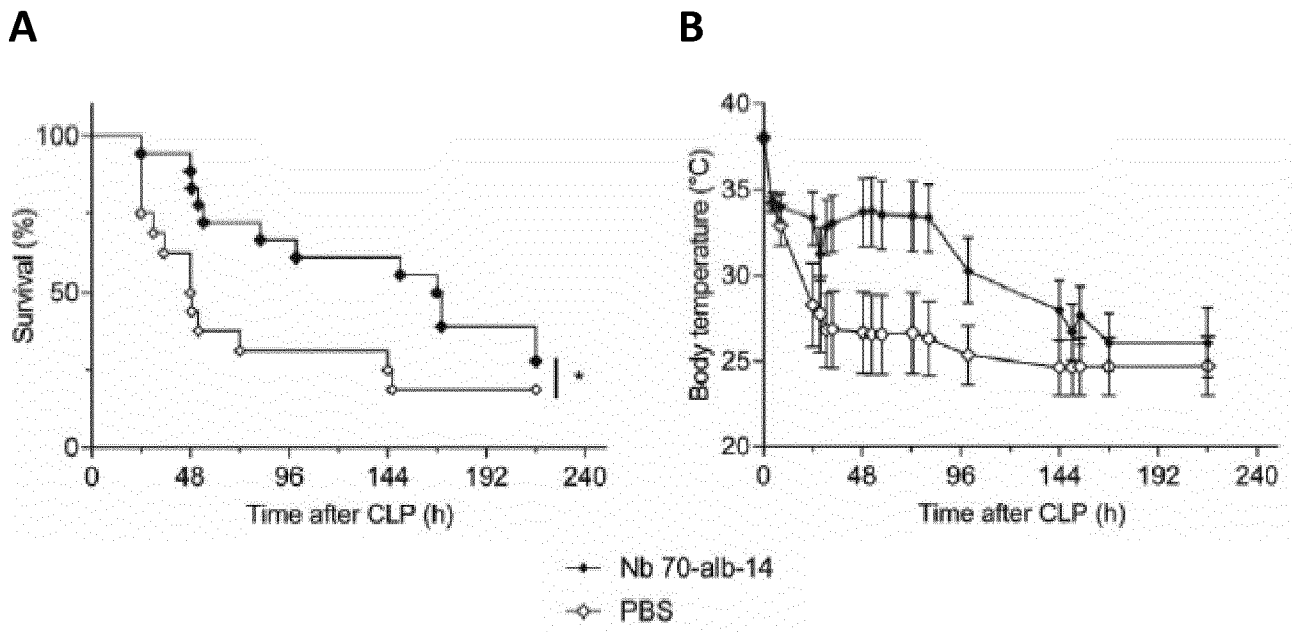 A
B
100
50
0
Survival (%)
0 48 96 144 192 240
Time after CLP (h)
*
40
35
30
25
20
Body temperature (°C)
0 48 96 144 192 240
Time after CLP (h)
Nb 70-alb-14
PBS